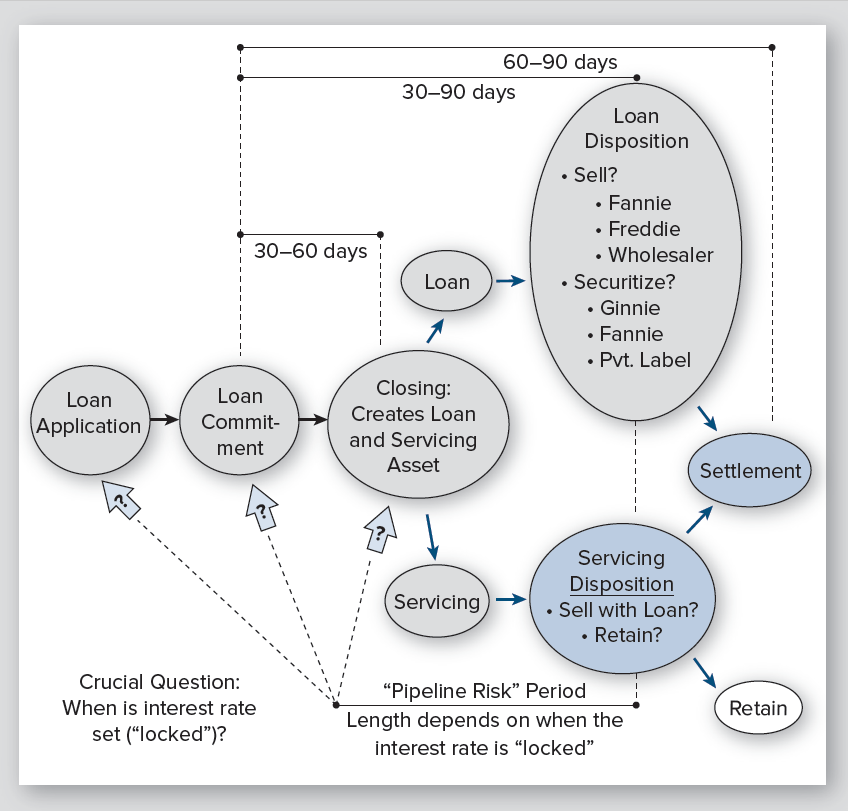 60–90 days
30–90 days
Loan
Disposition
• Sell?
• Fannie
• Freddie
• Wholesaler
• Securitize?
• Ginnie
• Fannie
• Pvt. Label
30–60 days
Loan
Loan
Application
Loan
Commit-
ment
Closing:
Creates Loan
and Servicing
Asset
Settlement
?
?
?
Servicing
Servicing
Disposition
• Sell with Loan?
• Retain?
Crucial Question:
When is interest rate
set (“locked”)?
“Pipeline Risk” Period
Length depends on when the
interest rate is “locked”
Retain